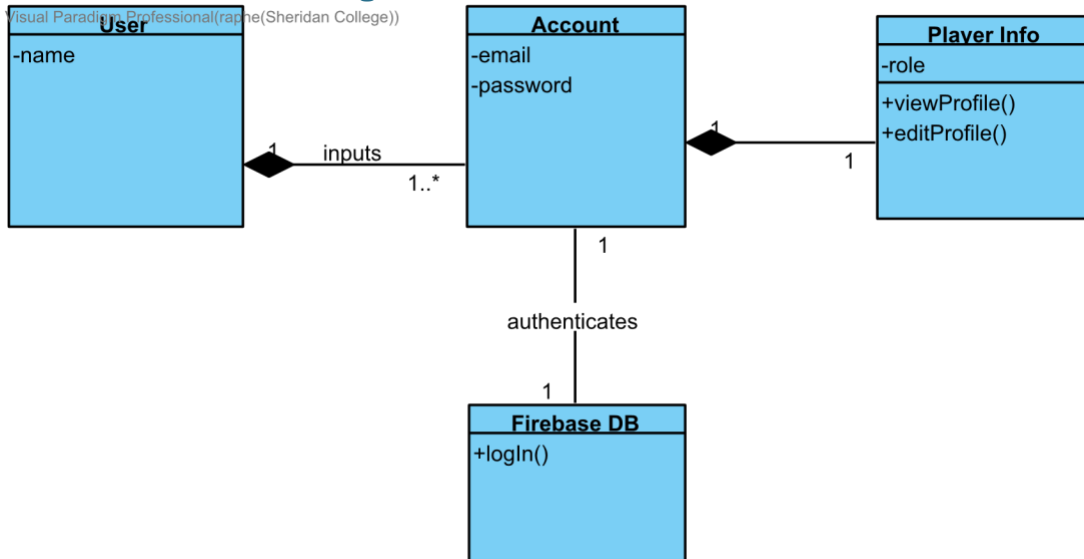 Visual Paradigm Professional(raphe(Sheridan College))
User
-name
1
inputs
1..*
Account
-email
-password
1
1
Player Info
-role
+viewProfile()
+editProfile()
1
authenticates
1
Firebase DB
+logIn()